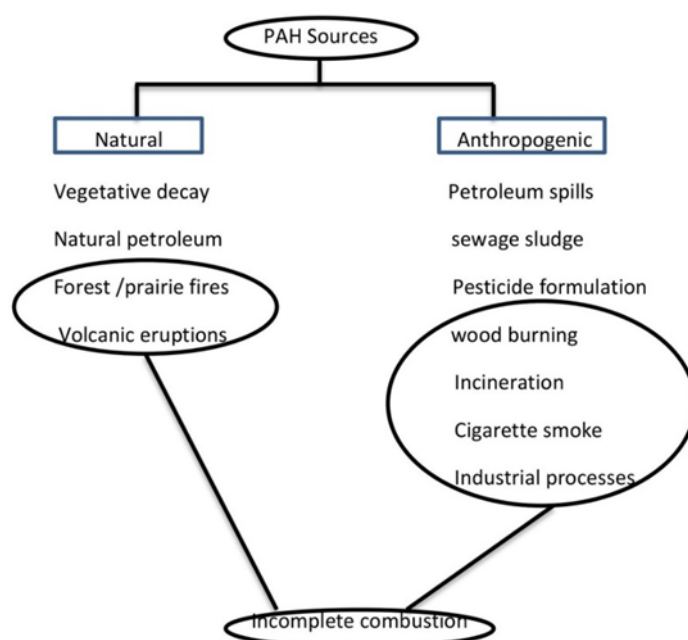 PAH Sources
Natural
Anthropogenic
Vegetative decay
Petroleum spills
Natural petroleum
sewage sludge
Forest /prairie fires
Pesticide formulation
Volcanic eruptions
wood burning
Incineration
Cigarette smoke
Industrial processes
Incomplete combustion